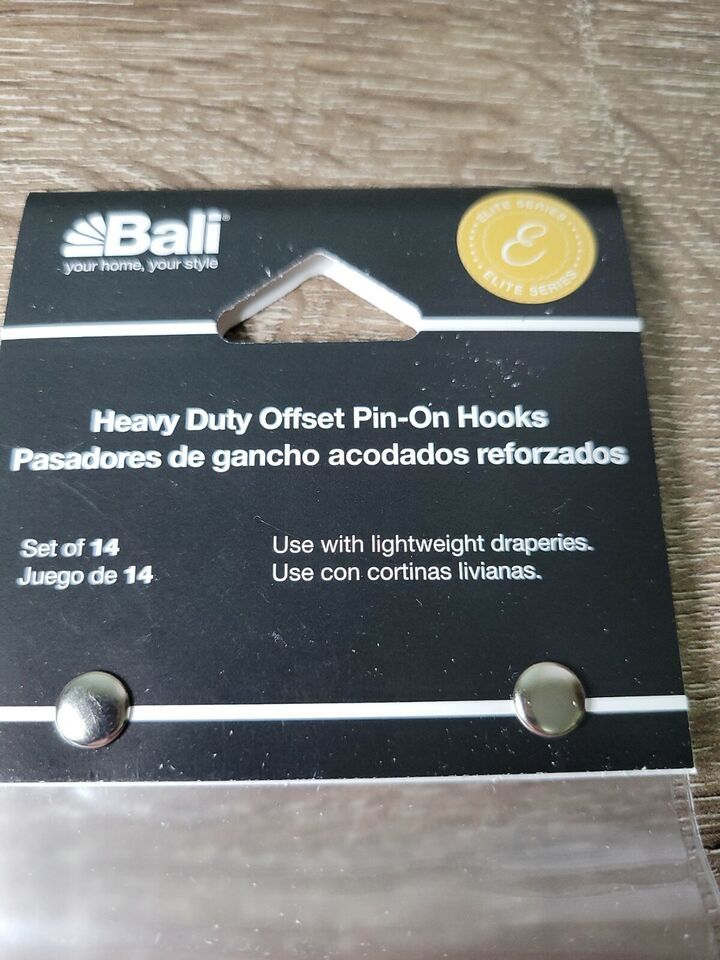 Bali®
your home, your style
ELITE SERIES
E
ELITE SERIES
Heavy Duty Offset Pin-On Hooks
Pasadores de gancho acodados reforzados
Set of 14
Juego de 14
Use with lightweight draperies.
Use con cortinas livianas.